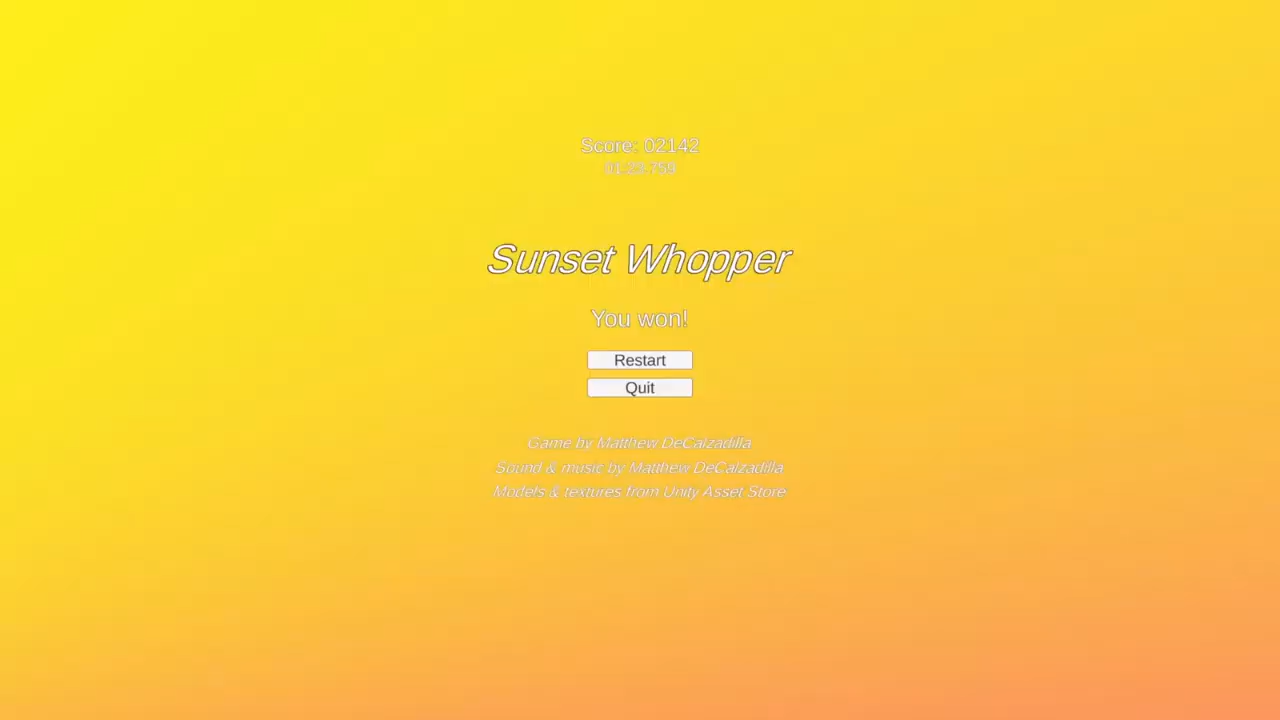 Score: 02142
01:23.759
Sunset Whopper
You won!
Restart
Quit
Game by Matthew DeCalzadilla
Sound & music by Matthew DeCalzadilla
Models & textures from Unity Asset Store